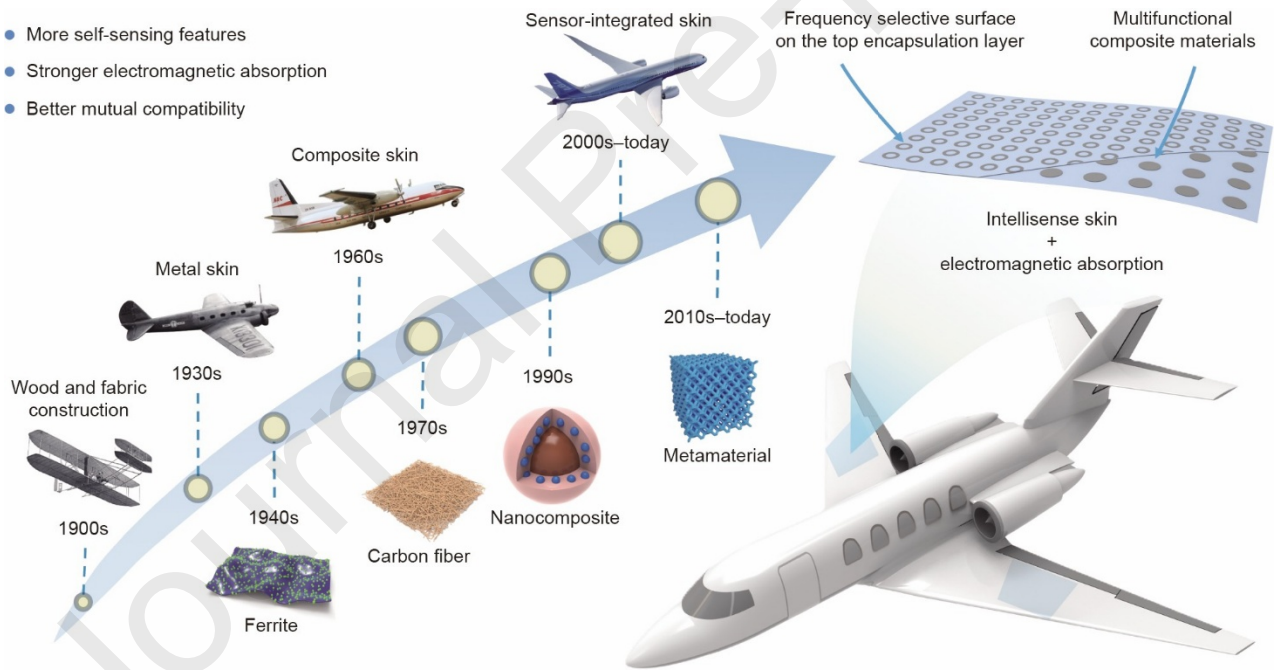 More self-sensing features
Stronger electromagnetic absorption
Better mutual compatibility
Sensor-integrated skin
2000s–today
Composite skin
1960s
Metal skin
1930s
Wood and fabric
construction
1900s
1940s
Ferrite
1970s
Carbon fiber
1990s
Nanocomposite
2010s–today
Metamaterial
Frequency selective surface
on the top encapsulation layer
Multifunctional
composite materials
Intellisense skin
+
electromagnetic absorption
Journal Pre